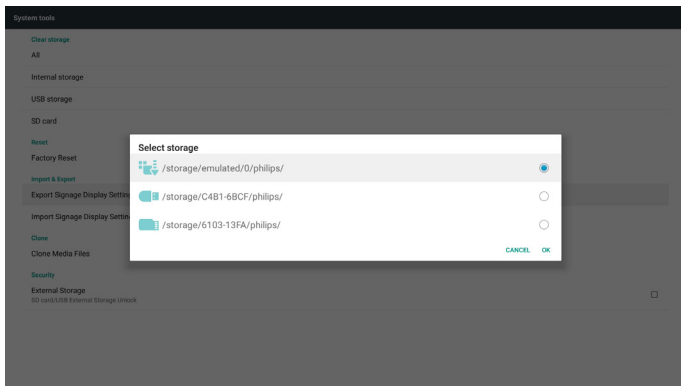 System tools
Clear storage
All
Internal storage
USB storage
SD card
Reset
Factory Reset
Import & Export
Export Signage Display Setting
Import Signage Display Settin
Clone
Clone Media Files
Security
External Storage
SD card/USB External Storage Unlock
Select storage
/storage/emulated/0/philips/
/storage/C4B1-6BCF/philips/
/storage/6103-13FA/philips/
CANCEL OK